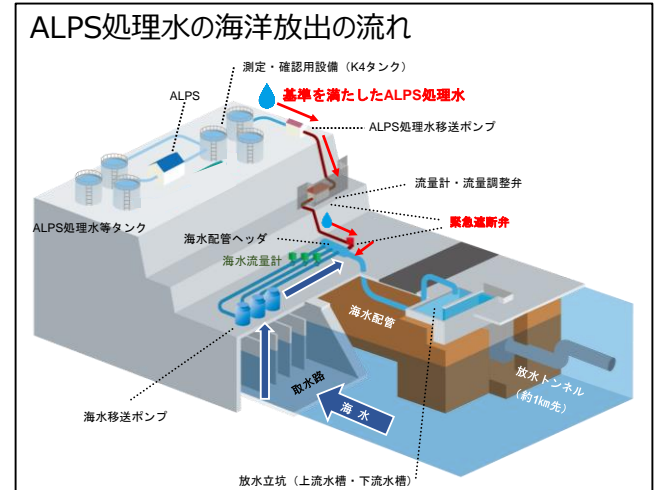 ALPS処理水の海洋放出の流れ
測定・確認用設備（K4タンク）
ALPS
基準を満たしたALPS処理水
ALPS処理水移送ポンプ
流量計・流量調整弁
ALPS処理水等タンク
緊急遮断弁
海水配管ヘッダ
海水流量計
海水配管
放水トンネル
（約1km先）
取水路
海水
海水移送ポンプ
放水立坑（上流水槽・下流水槽）